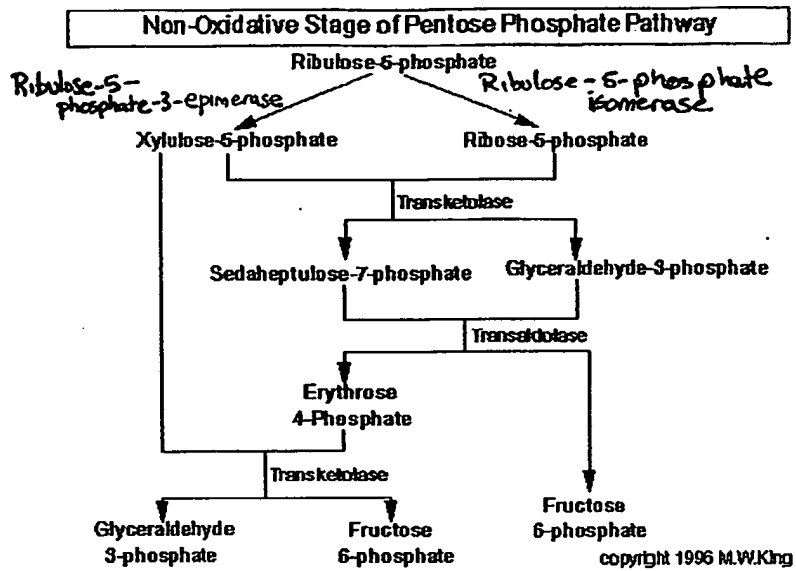 Non-Oxidative Stage of Pentose Phosphate Pathway
Ribulose-5-phosphate
Ribulose-5-
phosphate-3-epimerase
Ribulose-5-phosphate
isomerase
Xylulose-5-phosphate
Ribose-5-phosphate
Transketolase
Sedaheptulose-7-phosphate
Glyceraldehyde-3-phosphate
Transaldolase
Erythrose
4-Phosphate
Transketolase
Glyceraldehyde
3-phosphate
Fructose
6-phosphate
Fructose
6-phosphate
copyright 1996 M.W.King